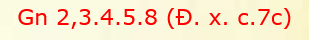 Gn 2,3.4.5.8 (Đ. x. c.7c)